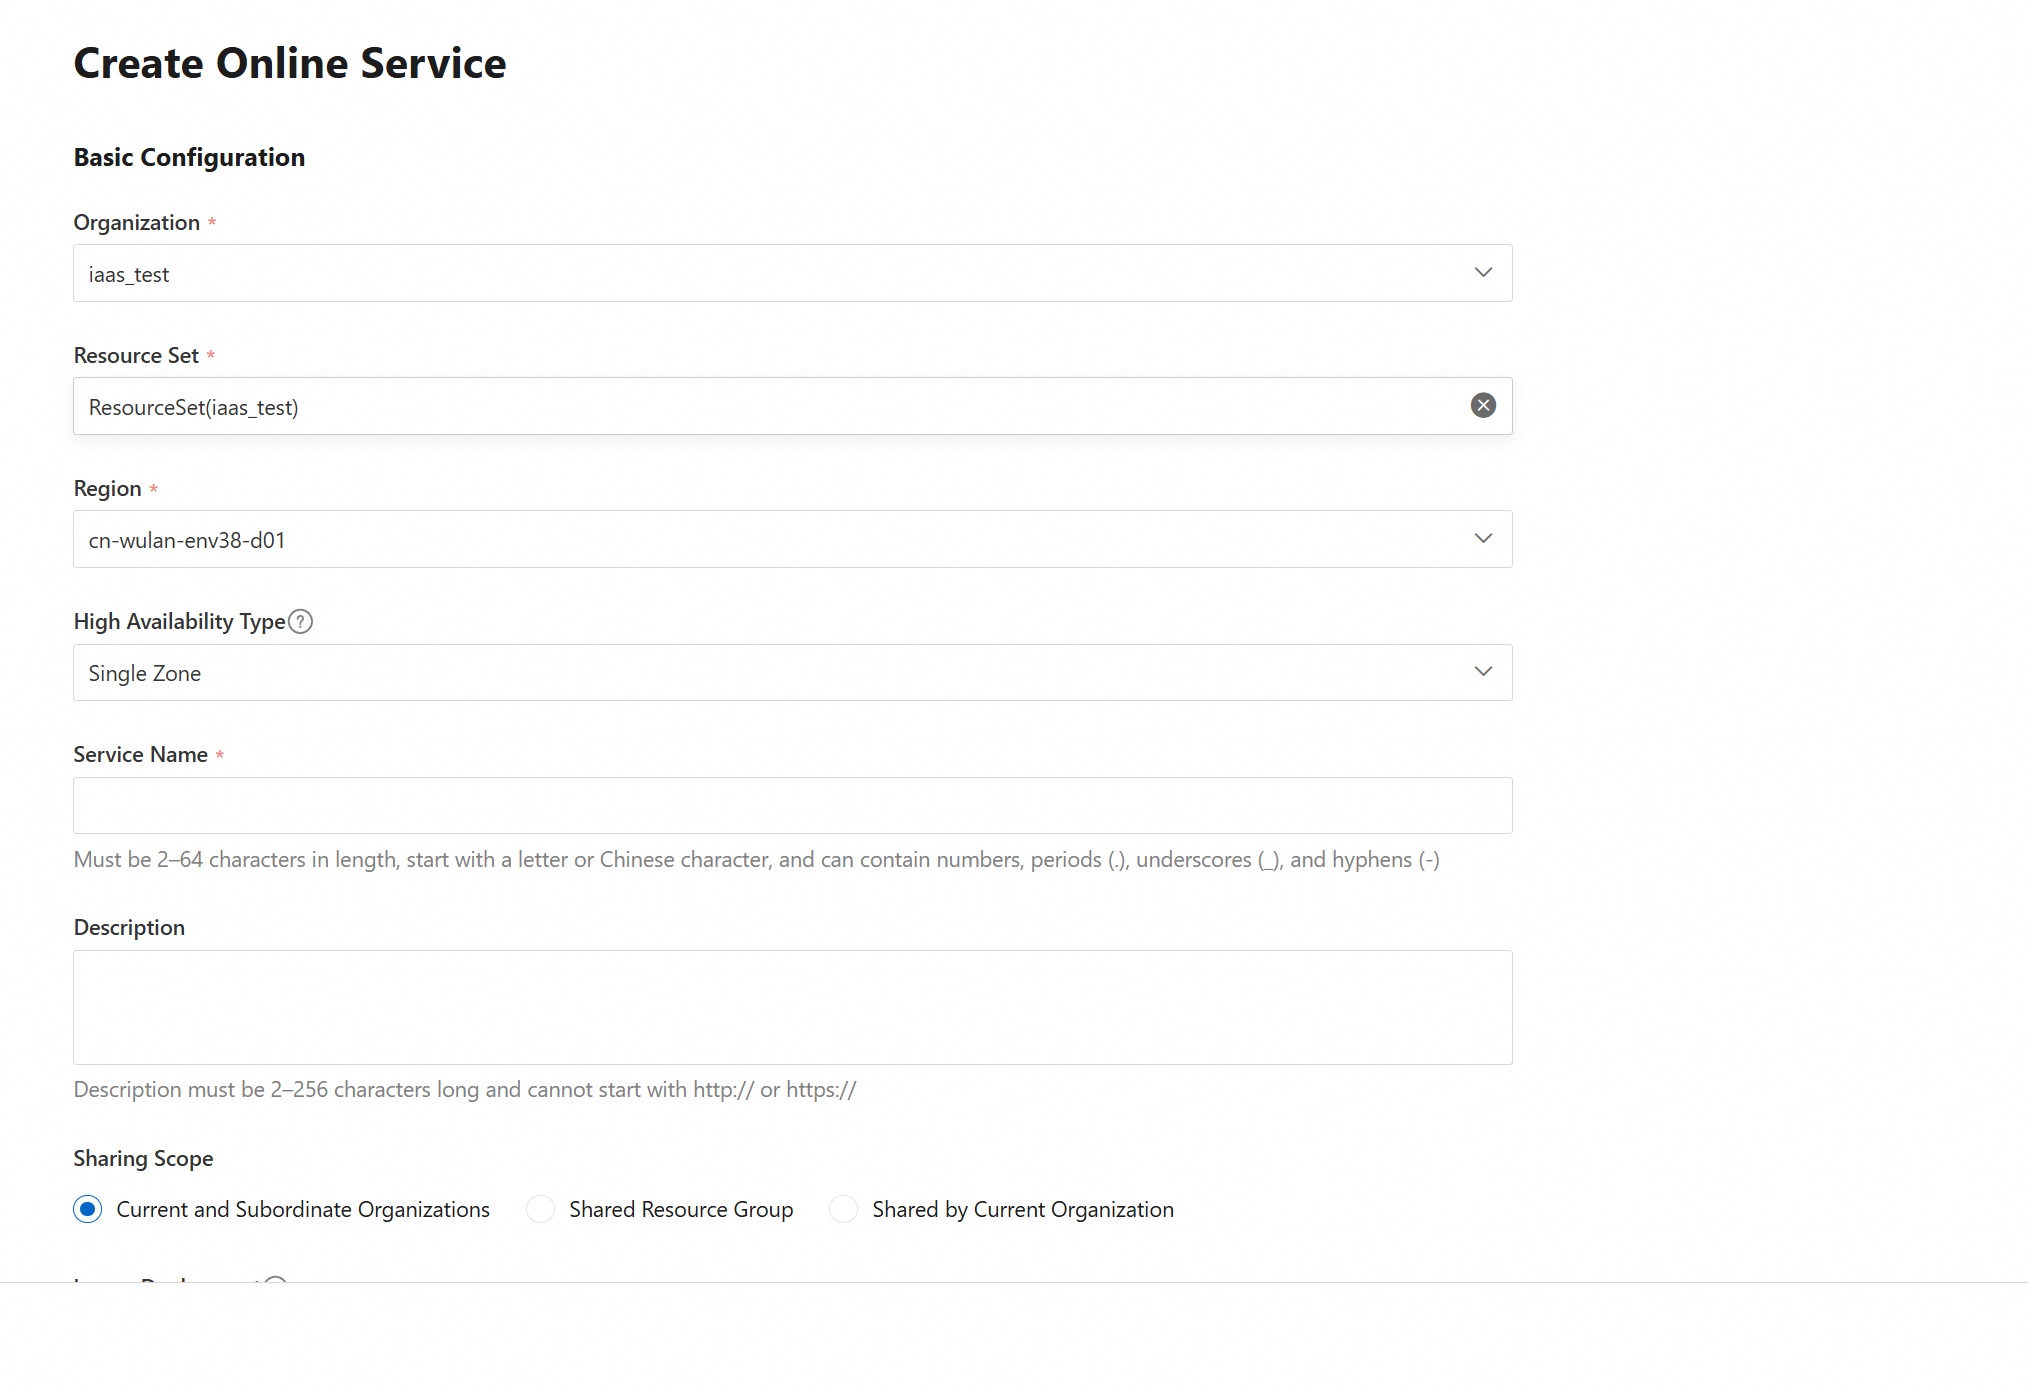 Create Online Service
Basic Configuration
Organization *
iaas_test
Resource Set *
ResourceSet(iaas_test)
Region *
cn-wulan-env38-d01
High Availability Type ?
Single Zone
Service Name *
Must be 2–64 characters in length, start with a letter or Chinese character, and can contain numbers, periods (.), underscores (_), and hyphens (-)
Description
Description must be 2–256 characters long and cannot start with http:// or https://
Sharing Scope
Current and Subordinate Organizations Shared Resource Group Shared by Current Organization